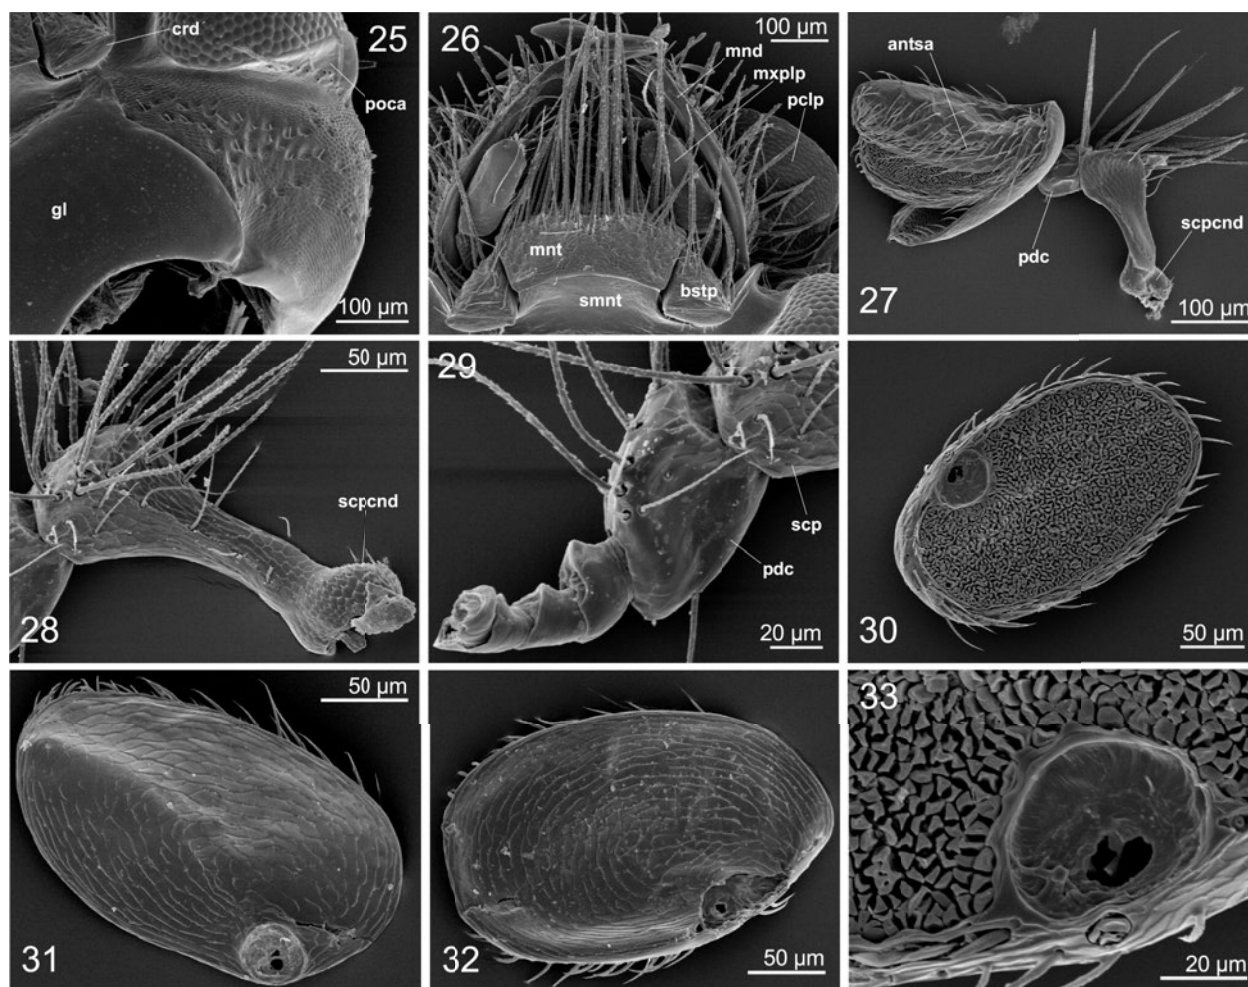 crd
25
poca
gl
100 µm
26
100 µm
mnd
mxplp
pclp
mnt
smnt
bstp
antsa
pdc
scpcnd
27
100 µm
50 µm
scpcnd
28
29
scp
pdc
20 µm
30
50 µm
50 µm
31
32
50 µm
33
20 µm